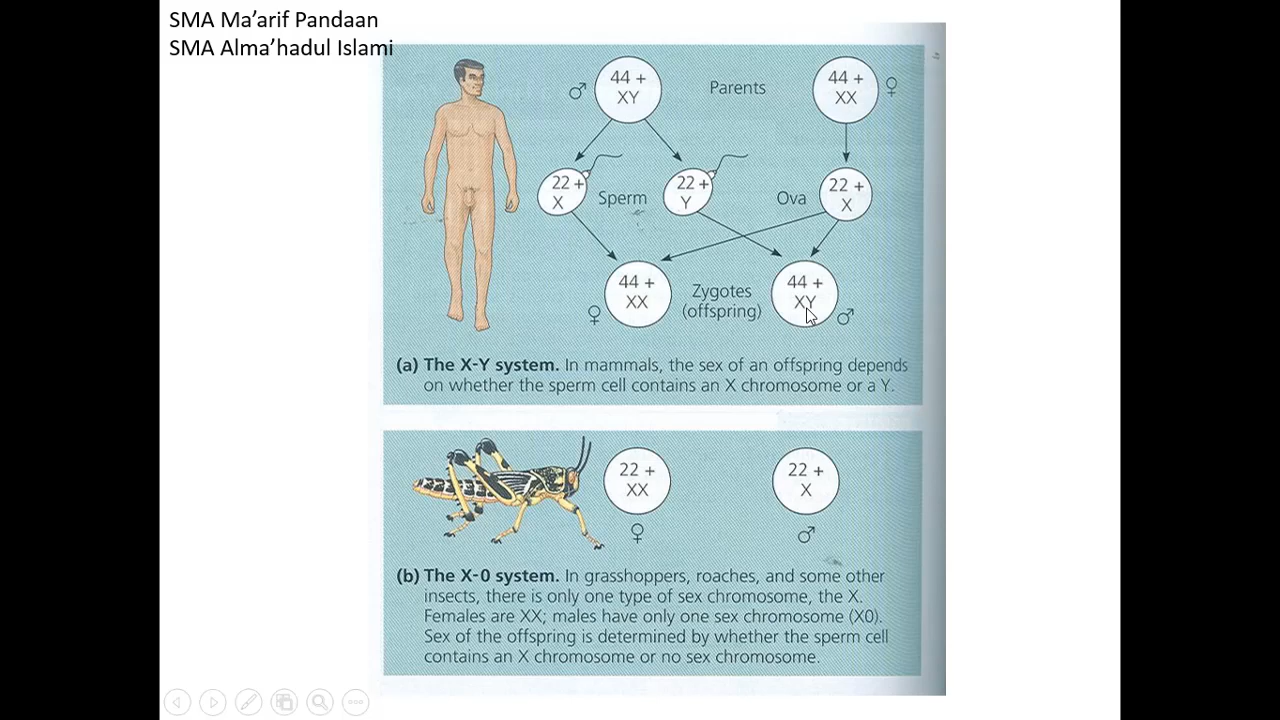 SMA Ma’arif Pandaan
SMA Alma’hadul Islami
♂ 44 + XY Parents 44 + XX ♀
22 + X Sperm 22 + Y Ova 22 + X
♀ 44 + XX Zygotes (offspring) 44 + XY ♂
(a) The X-Y system. In mammals, the sex of an offspring depends
on whether the sperm cell contains an X chromosome or a Y.
22 + XX
22 + X
♀ ♂
(b) The X-0 system. In grasshoppers, roaches, and some other
insects, there is only one type of sex chromosome, the X.
Females are XX; males have only one sex chromosome (X0).
Sex of the offspring is determined by whether the sperm cell
contains an X chromosome or no sex chromosome.